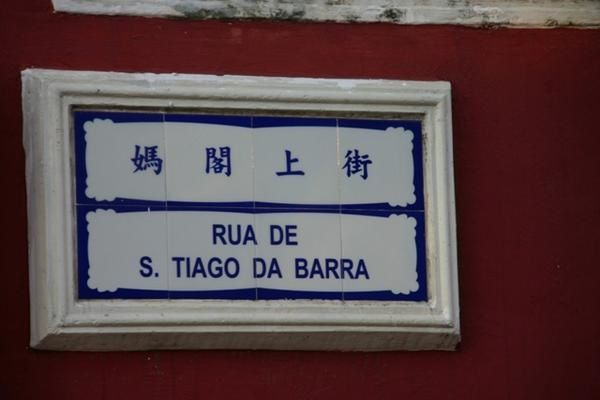 媽閣上街
RUA DE
S. TIAGO DA BARRA